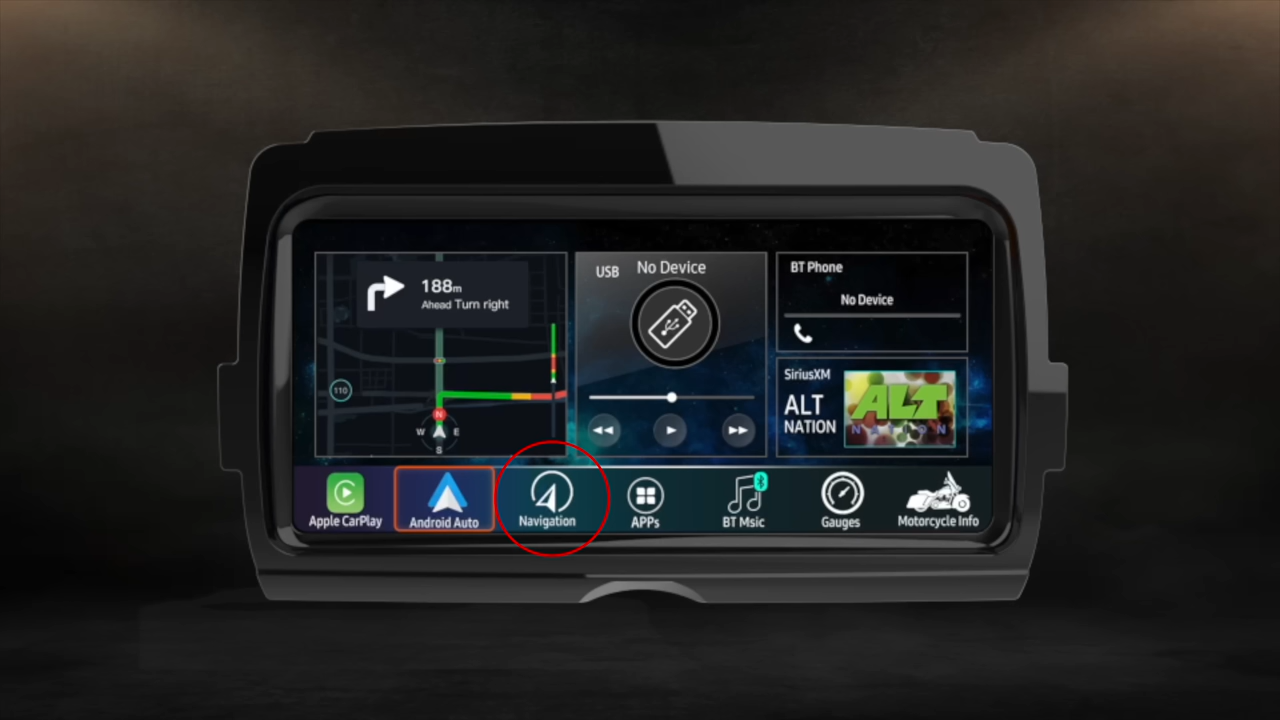 188m
Ahead Turn right
110
N
W E
S
USB No Device
BT Phone
No Device
SiriusXM
ALT
NATION
ALT
NATION
Apple CarPlay
Android Auto
Navigation
APPs
BT Msic
Gauges
Motorcycle Info